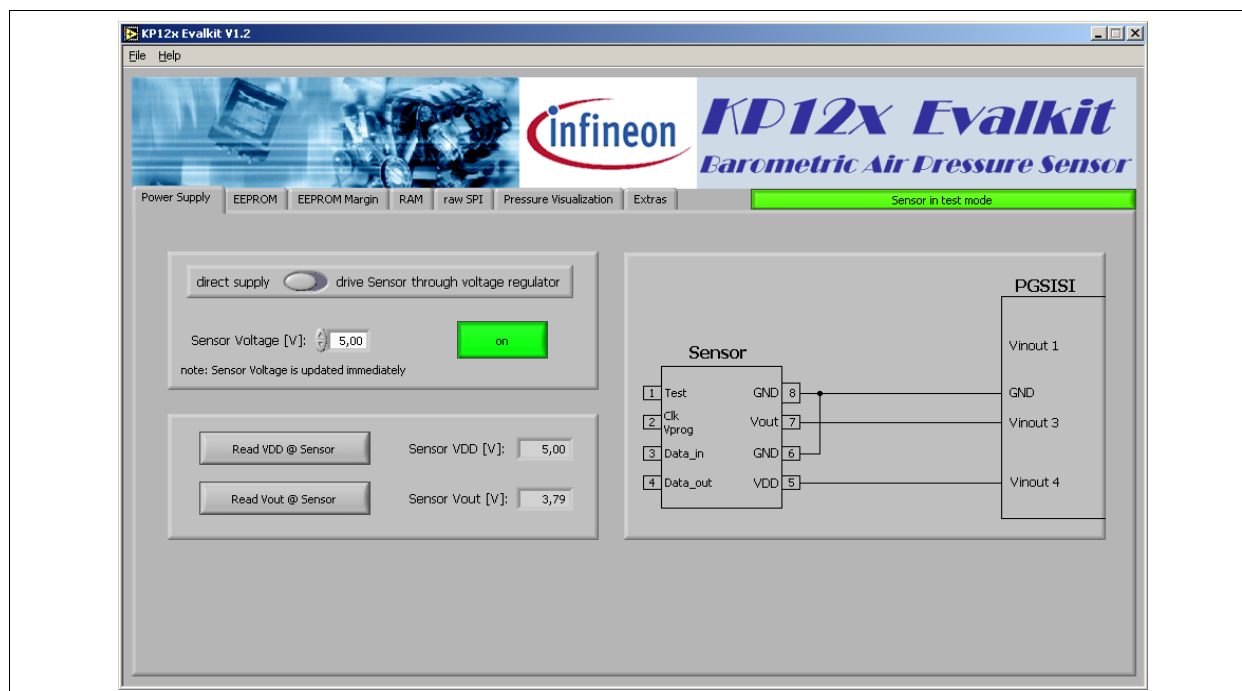 KP12x Evalkit V1.2
File Help
infineon
KP12x Evalkit
Barometric Air Pressure Sensor
Power Supply EEPROM EEPROM Margin RAM raw SPI Pressure Visualization Extras
Sensor in test mode
direct supply drive Sensor through voltage regulator
Sensor Voltage [V]: 5,00 on
note: Sensor Voltage is updated immediately
Read VDD @ Sensor Sensor VDD [V]: 5,00
Read Vout @ Sensor Sensor Vout [V]: 3,79
PGSISI
Vinout 1
Sensor
1 Test GND 8 GND
2 Clk Vout 7 Vinout 3
Vprog
3 Data_in GND 6
4 Data_out VDD 5 Vinout 4